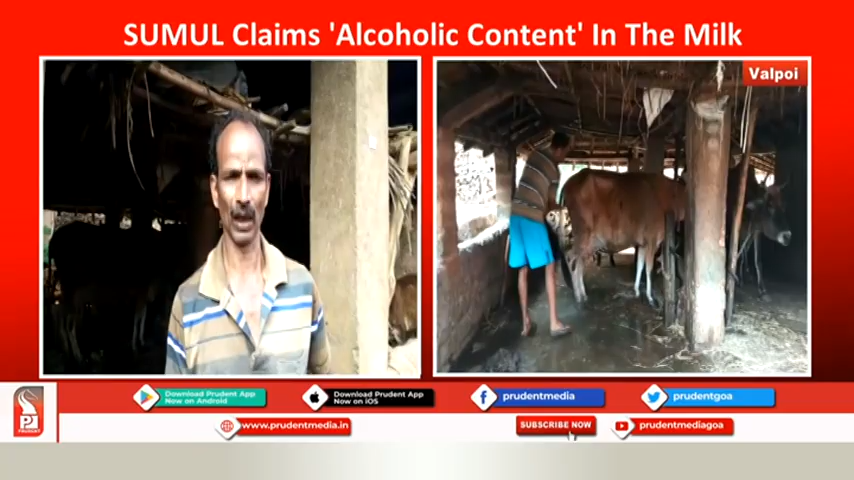 SUMUL Claims 'Alcoholic Content' In The Milk
Valpoi
Download Prudent App
Now on Android
Download Prudent App
Now on iOS
prudentmedia
prudentgoa
PRUDENT
www.prudentmedia.in
SUBSCRIBE NOW
prudentmediagoa